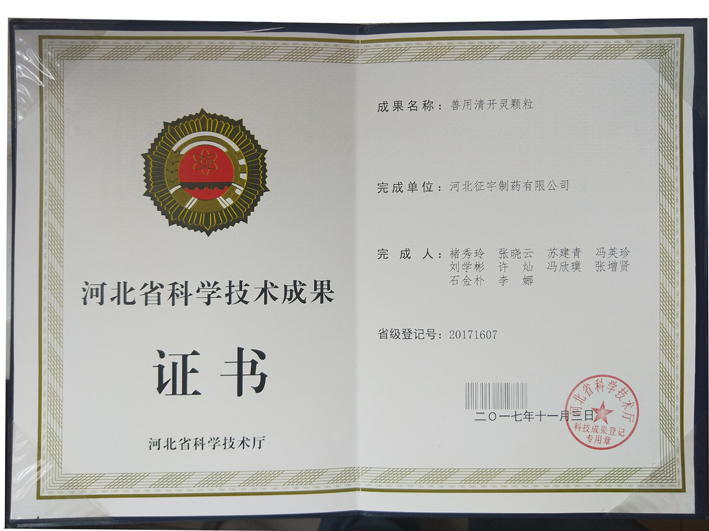 河北省科学技术成果
证书
河北省科学技术厅
成果名称：善用清开灵颗粒
完成单位：河北征宇制药有限公司
完成人：褚秀玲 张晓云 苏建青 冯英珍
刘学彬 许灿 冯欣璞 张增贤
石金朴 李娜
省级登记号：20171607
二〇一七年十一月三日
河北省科学技术厅
科技成果登记
专用章